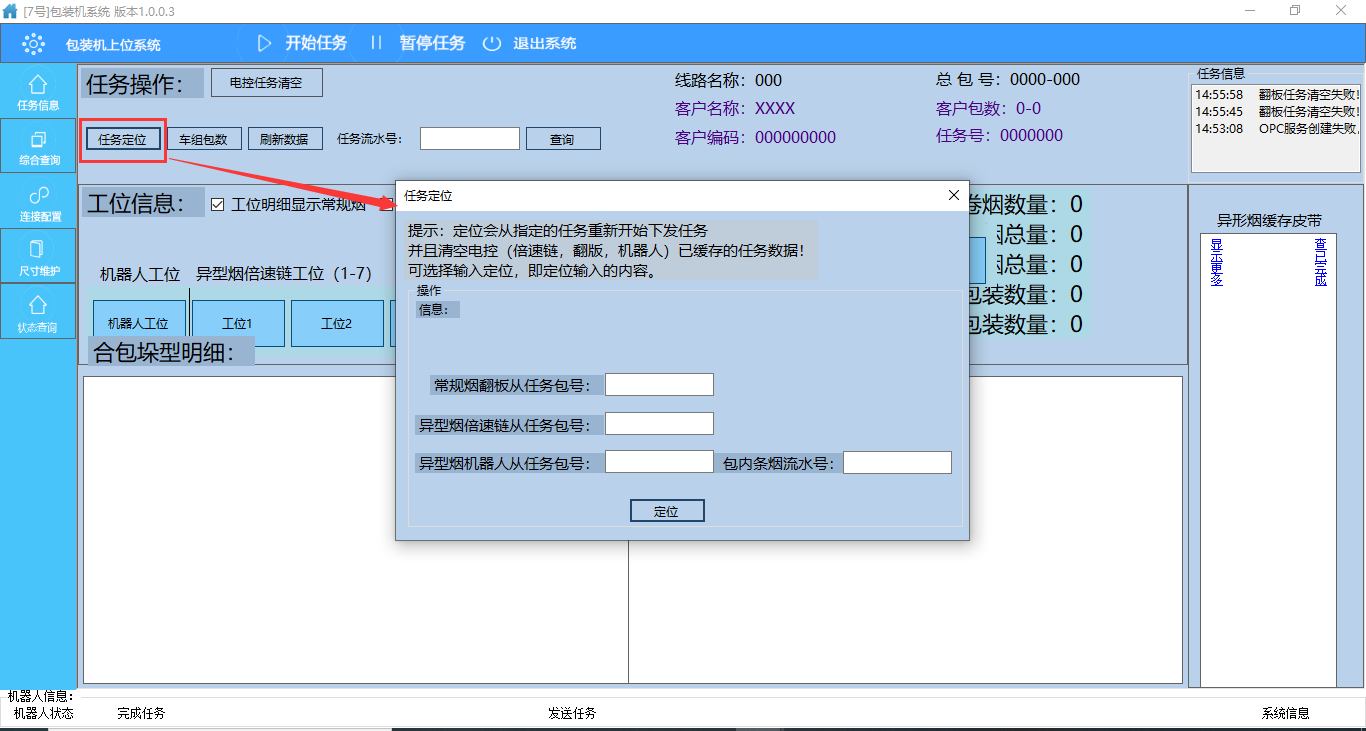 [7号]包装机系统 版本1.0.0.3
包装机上位系统
开始任务
暂停任务
退出系统
任务信息
综合查询
连接配置
尺寸维护
状态查询
任务操作：
电控任务清空
任务定位
车组包数
刷新数据
任务流水号：
查询
线路名称：000
总 包 号：0000-000
客户名称：XXXX
客户包数：0-0
客户编码：000000000
任务号：0000000
任务信息
14:55:58 翻板任务清空失败！
14:55:45 翻板任务清空失败！
14:53:08 OPC服务创建失败，
工位信息：
工位明细显示常规烟
机器人工位
异型烟倍速链工位（1-7）
机器人工位
工位1
工位2
合包垛型明细：
卷烟数量：0
烟总量：0
烟总量：0
包装数量：0
包装数量：0
异形烟缓存皮带
显示更多
查已完成
任务定位
提示：定位会从指定的任务重新开始下发任务
并且清空电控（倍速链，翻版，机器人）已缓存的任务数据！
可选择输入定位，即定位输入的内容。
操作
信息：
常规烟翻板从任务包号：
异型烟倍速链从任务包号：
异型烟机器人从任务包号：
包内条烟流水号：
定位
机器人信息：
机器人状态
完成任务
发送任务
系统信息